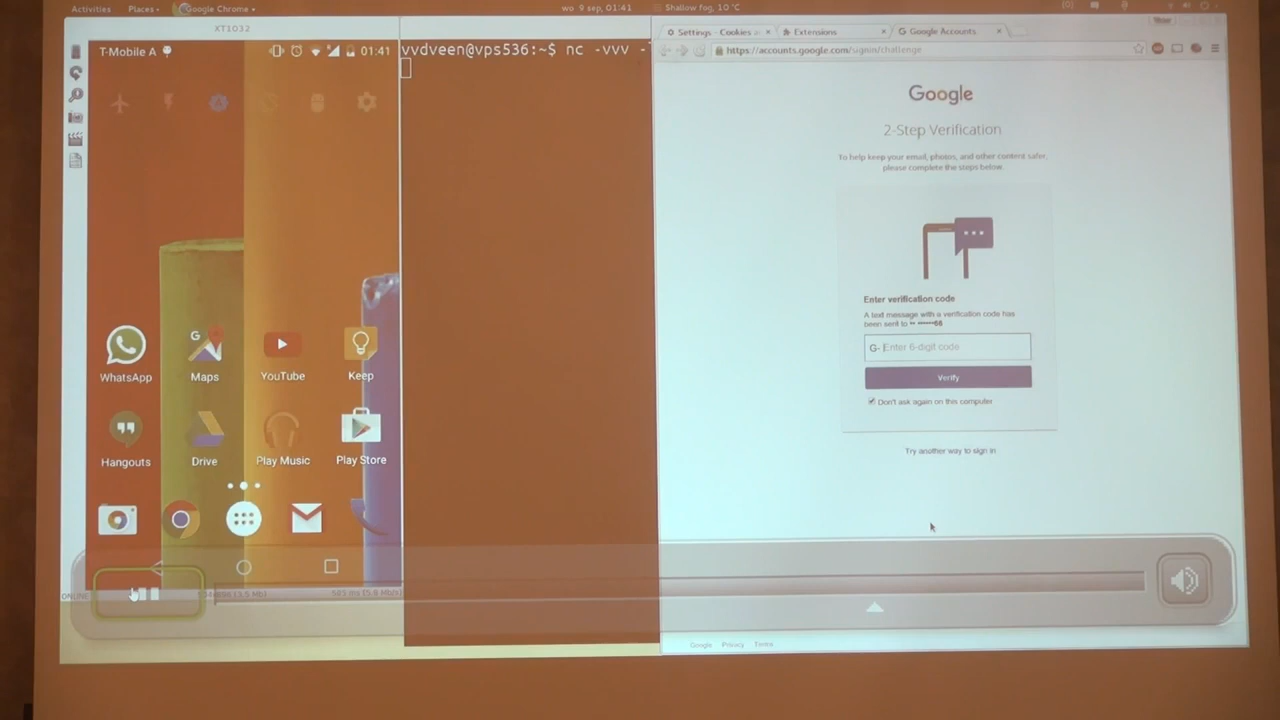 Activities Places Google Chrome wo 9 sep, 01:41 Shallow fog, 10 °C
XT1032
T-Mobile A 01:41
WhatsApp Maps YouTube Keep
G
Hangouts Drive Play Music Play Store
vvdveen@vps536:~$ nc -vvv -
Settings - Cookies Extensions Google Accounts
https://accounts.google.com/signin/challenge
Google
2-Step Verification
To help keep your email, photos, and other content safer,
please complete the steps below.
Enter verification code
A text message with a verification code has
been sent to •• ••••••66
G- Enter 6-digit code
Verify
Don't ask again on this computer
Try another way to sign in
ONLINE
Google Privacy Terms